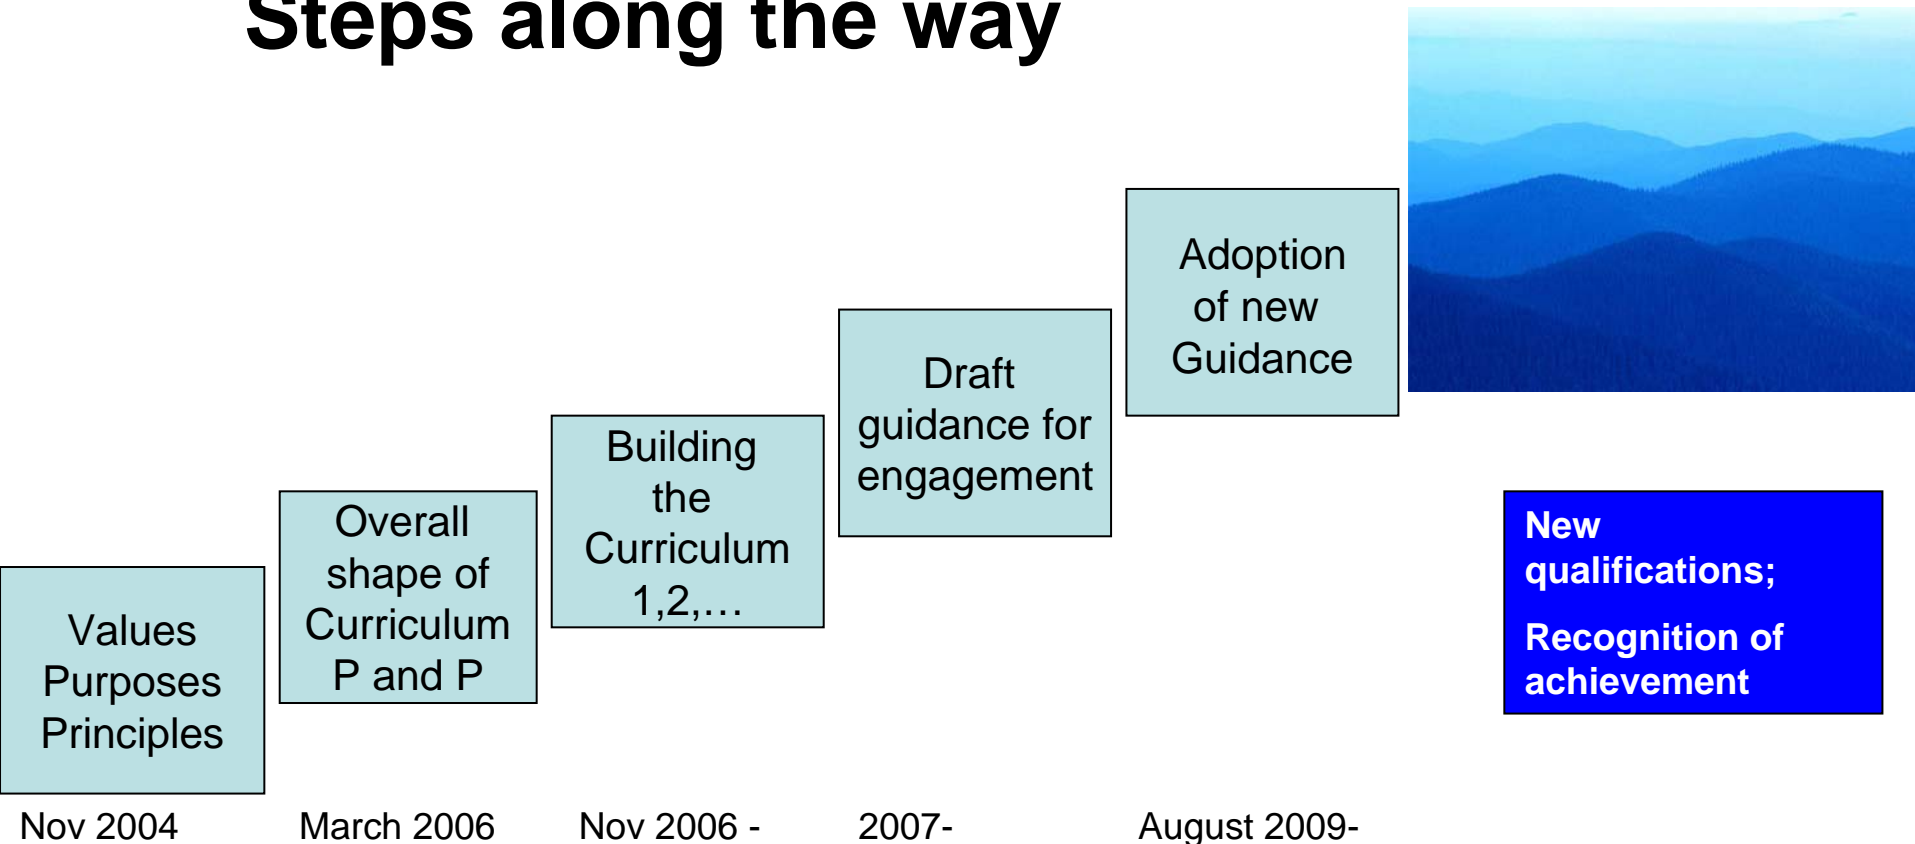 Steps along the way
Values
Purposes
Principles
Overall
shape of
Curriculum
P and P
Building
the
Curriculum
1,2,…
Draft
guidance for
engagement
Adoption
of new
Guidance
New
qualifications;
Recognition of
achievement
Nov 2004
March 2006
Nov 2006 -
2007-
August 2009-